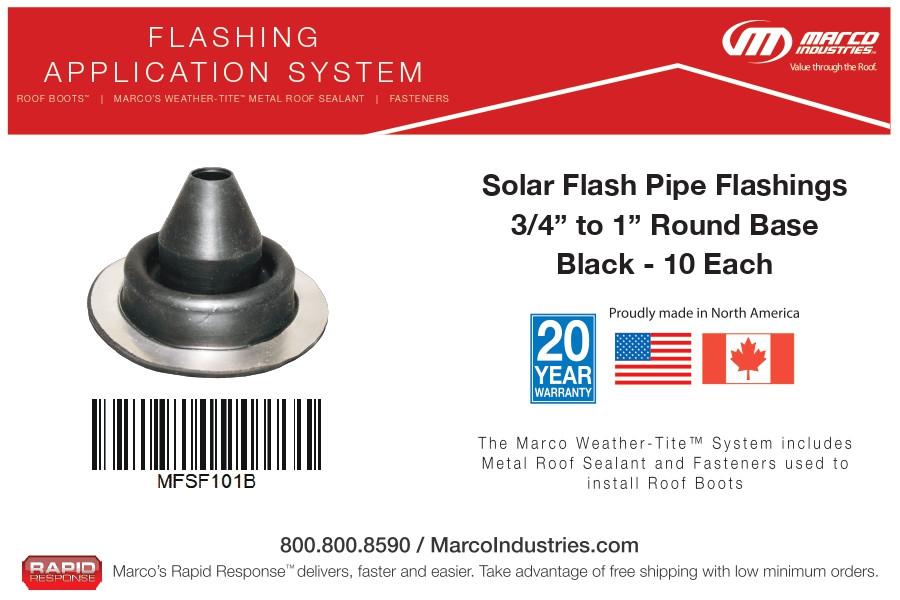 FLASHING
APPLICATION SYSTEM
ROOF BOOTS™ | MARCO'S WEATHER-TITE™ METAL ROOF SEALANT | FASTENERS
MARCO
INDUSTRIES™
Value through the Roof.
Solar Flash Pipe Flashings
3/4” to 1” Round Base
Black - 10 Each
Proudly made in North America
20
YEAR
WARRANTY
MFSF101B
The Marco Weather-Tite™ System includes
Metal Roof Sealant and Fasteners used to
install Roof Boots
800.800.8590 / MarcoIndustries.com
RAPID
RESPONSE
Marco’s Rapid Response™ delivers, faster and easier. Take advantage of free shipping with low minimum orders.